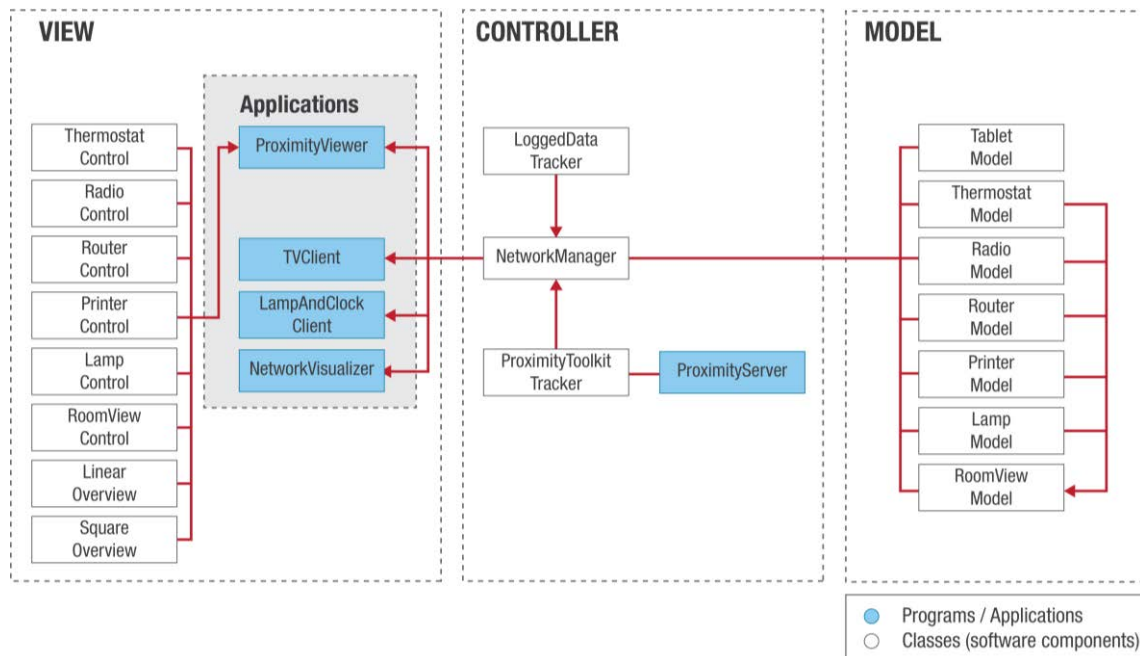 VIEW
Applications
Thermostat
Control
Radio
Control
Router
Control
Printer
Control
Lamp
Control
RoomView
Control
Linear
Overview
Square
Overview
ProximityViewer
TVClient
LampAndClock
Client
NetworkVisualizer
CONTROLLER
LoggedData
Tracker
NetworkManager
ProximityToolkit
Tracker
ProximityServer
MODEL
Tablet
Model
Thermostat
Model
Radio
Model
Router
Model
Printer
Model
Lamp
Model
RoomView
Model
Programs / Applications
Classes (software components)